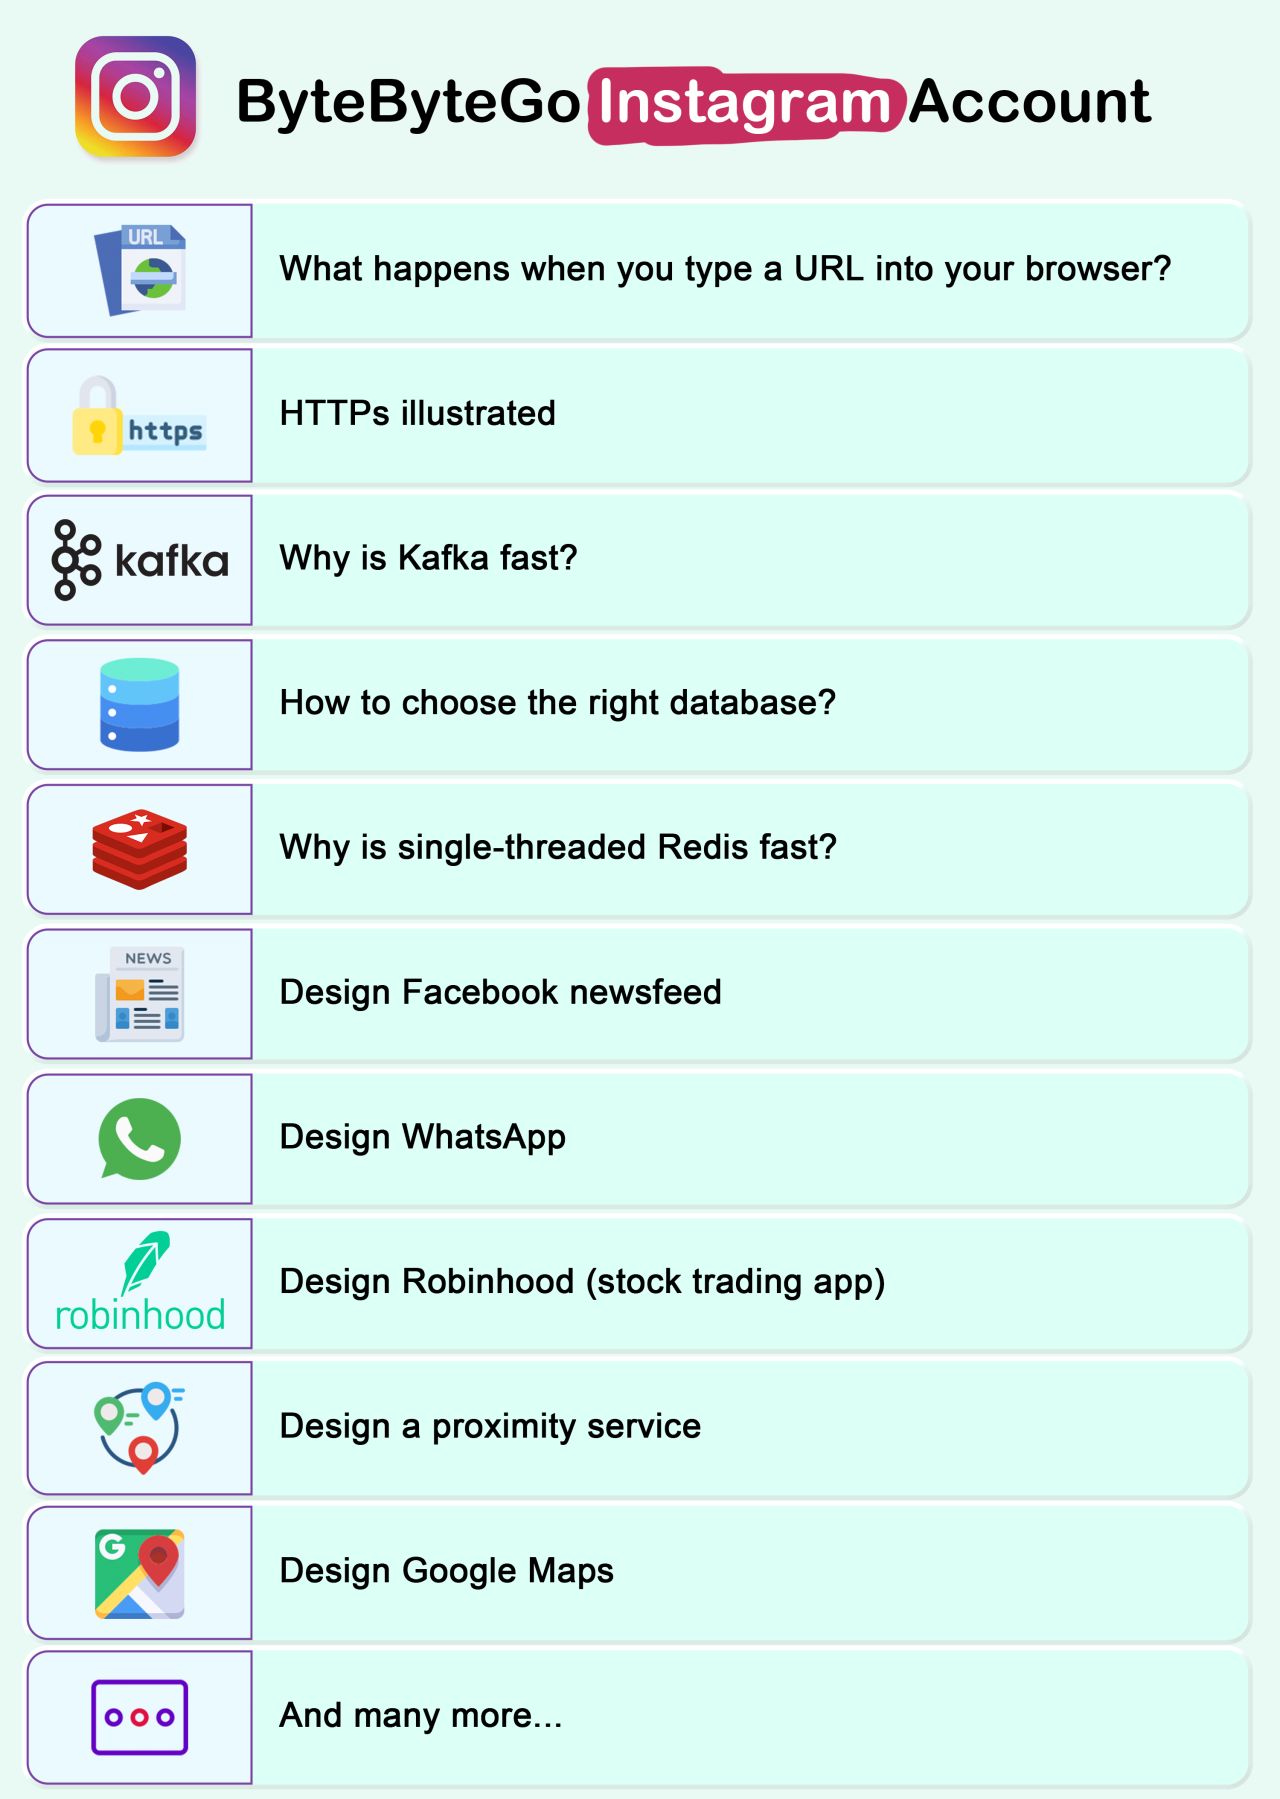 ByteByteGo Instagram Account
URL
What happens when you type a URL into your browser?
https
HTTPs illustrated
kafka
Why is Kafka fast?
How to choose the right database?
Why is single-threaded Redis fast?
NEWS
Design Facebook newsfeed
Design WhatsApp
robinhood
Design Robinhood (stock trading app)
Design a proximity service
G
Design Google Maps
And many more...